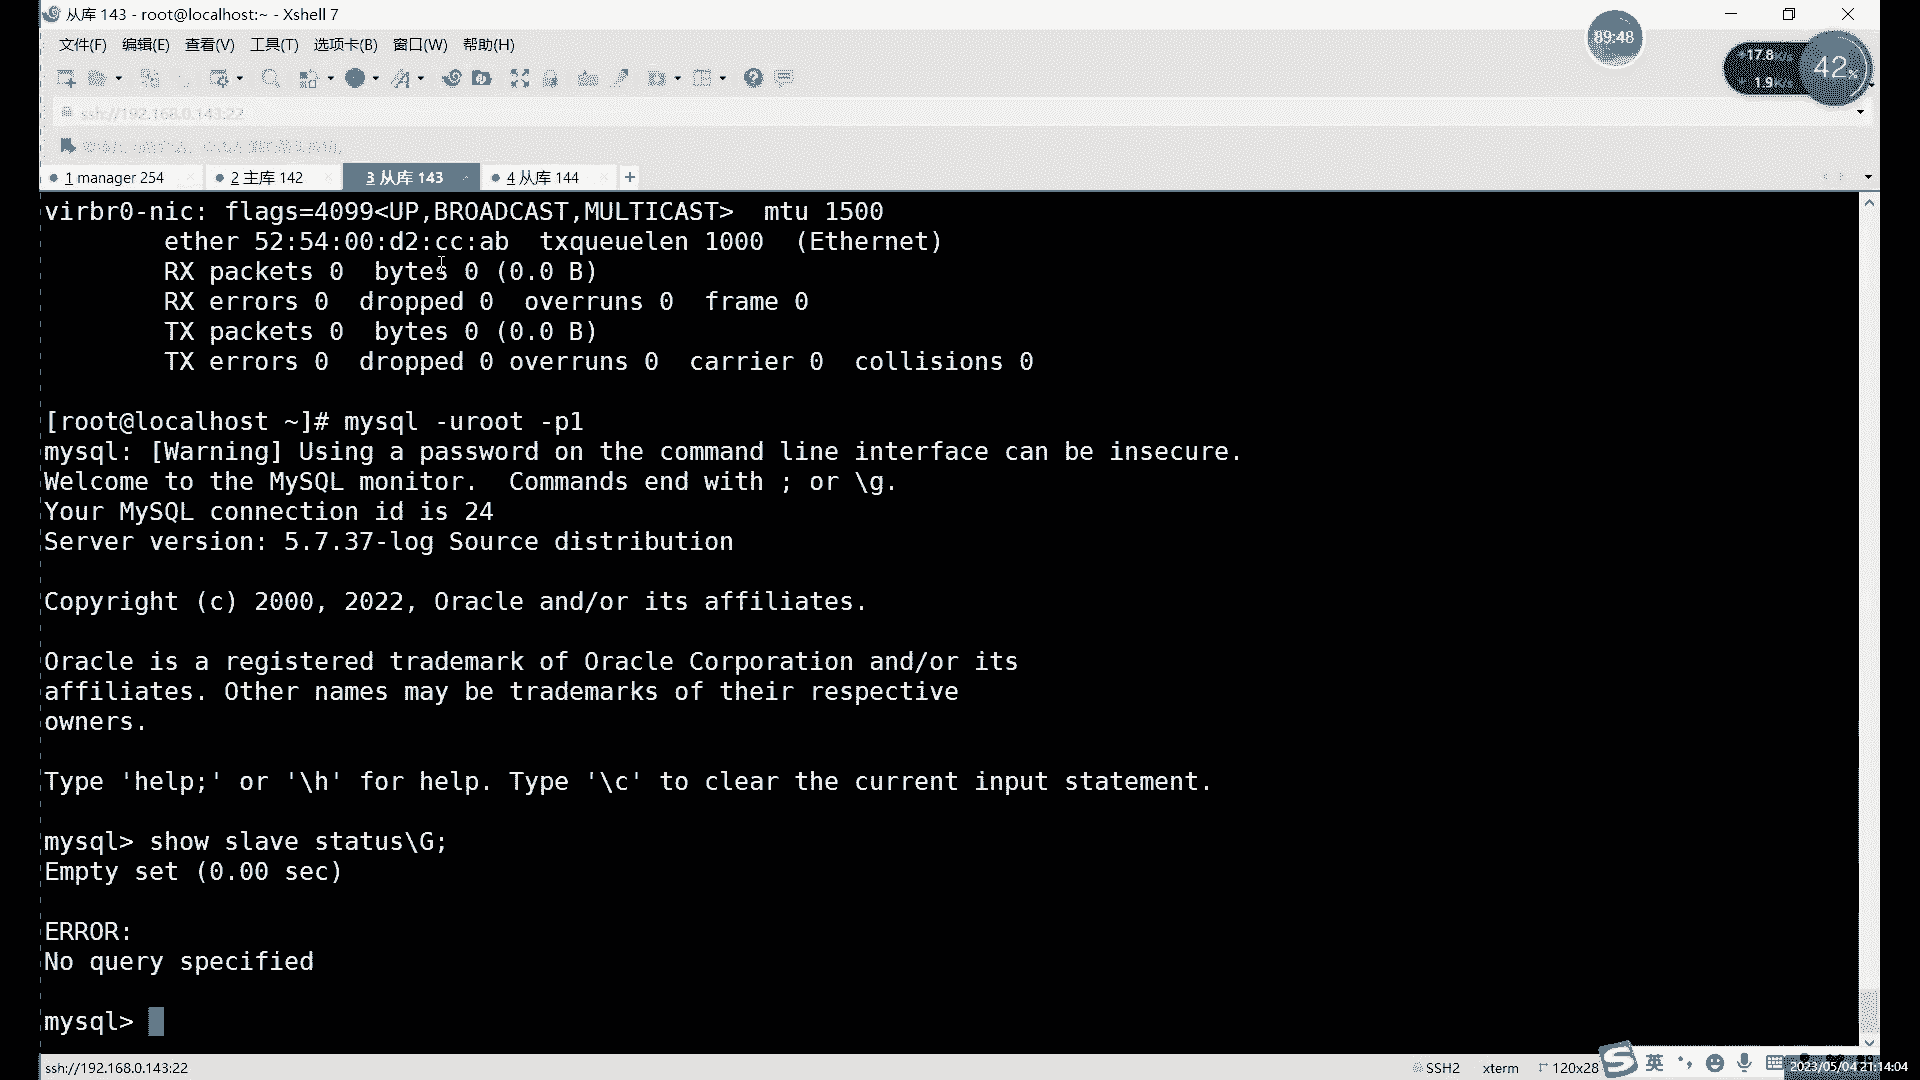 从库 143 - root@localhost:~ - Xshell 7
文件(F) 编辑(E) 查看(V) 工具(T) 选项卡(B) 窗口(W) 帮助(H)
89:48
17.8K/s
1.9K/s
42%
ssh://192.168.0.143:22
1 manager 254
2 主库 142
3 从库 143
4 从库 144
virbr0-nic: flags=4099<UP,BROADCAST,MULTICAST>  mtu 1500
ether 52:54:00:d2:cc:ab  txqueuelen 1000  (Ethernet)
RX packets 0  bytes 0 (0.0 B)
RX errors 0  dropped 0  overruns 0  frame 0
TX packets 0  bytes 0 (0.0 B)
TX errors 0  dropped 0 overruns 0  carrier 0  collisions 0
[root@localhost ~]# mysql -uroot -p1
mysql: [Warning] Using a password on the command line interface can be insecure.
Welcome to the MySQL monitor.  Commands end with ; or \g.
Your MySQL connection id is 24
Server version: 5.7.37-log Source distribution
Copyright (c) 2000, 2022, Oracle and/or its affiliates.
Oracle is a registered trademark of Oracle Corporation and/or its
affiliates. Other names may be trademarks of their respective
owners.
Type 'help;' or '\h' for help. Type '\c' to clear the current input statement.
mysql> show slave status\G;
Empty set (0.00 sec)
ERROR:
No query specified
mysql>
ssh://192.168.0.143:22
SSH2 xterm 120x28
英
2023/05/04 21:14:04